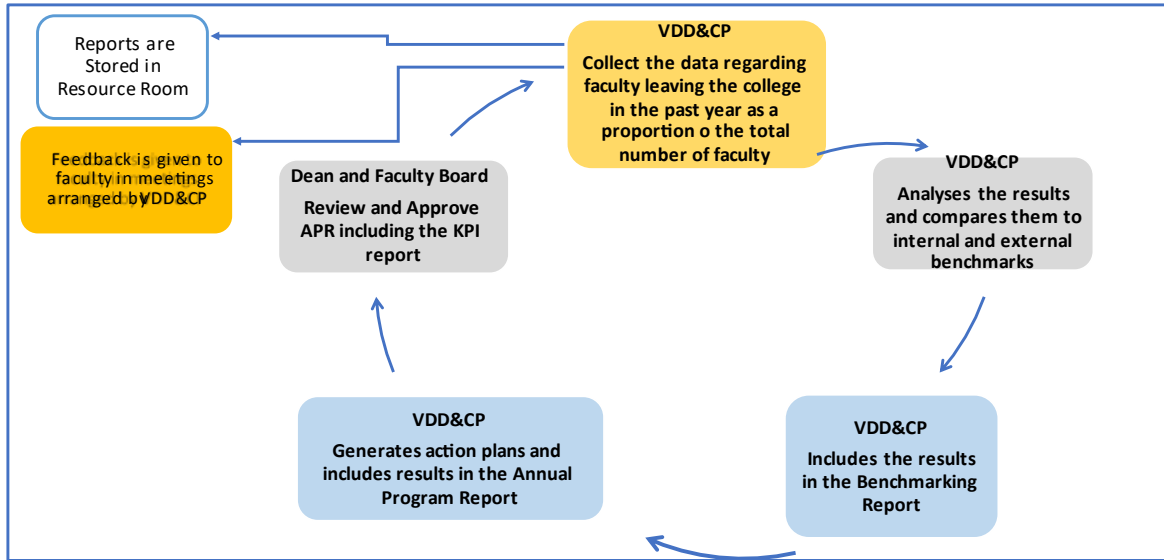 Reports are
Stored in
Resource Room
Feedback is given to
faculty in meetings
arranged by VDD&CP
VDD&CP
Collect the data regarding
faculty leaving the college
in the past year as a
proportion o the total
number of faculty
VDD&CP
Analyses the results
and compares them to
internal and external
benchmarks
VDD&CP
Includes the results
in the Benchmarking
Report
VDD&CP
Generates action plans and
includes results in the Annual
Program Report
Dean and Faculty Board
Review and Approve
APR including the KPI
report